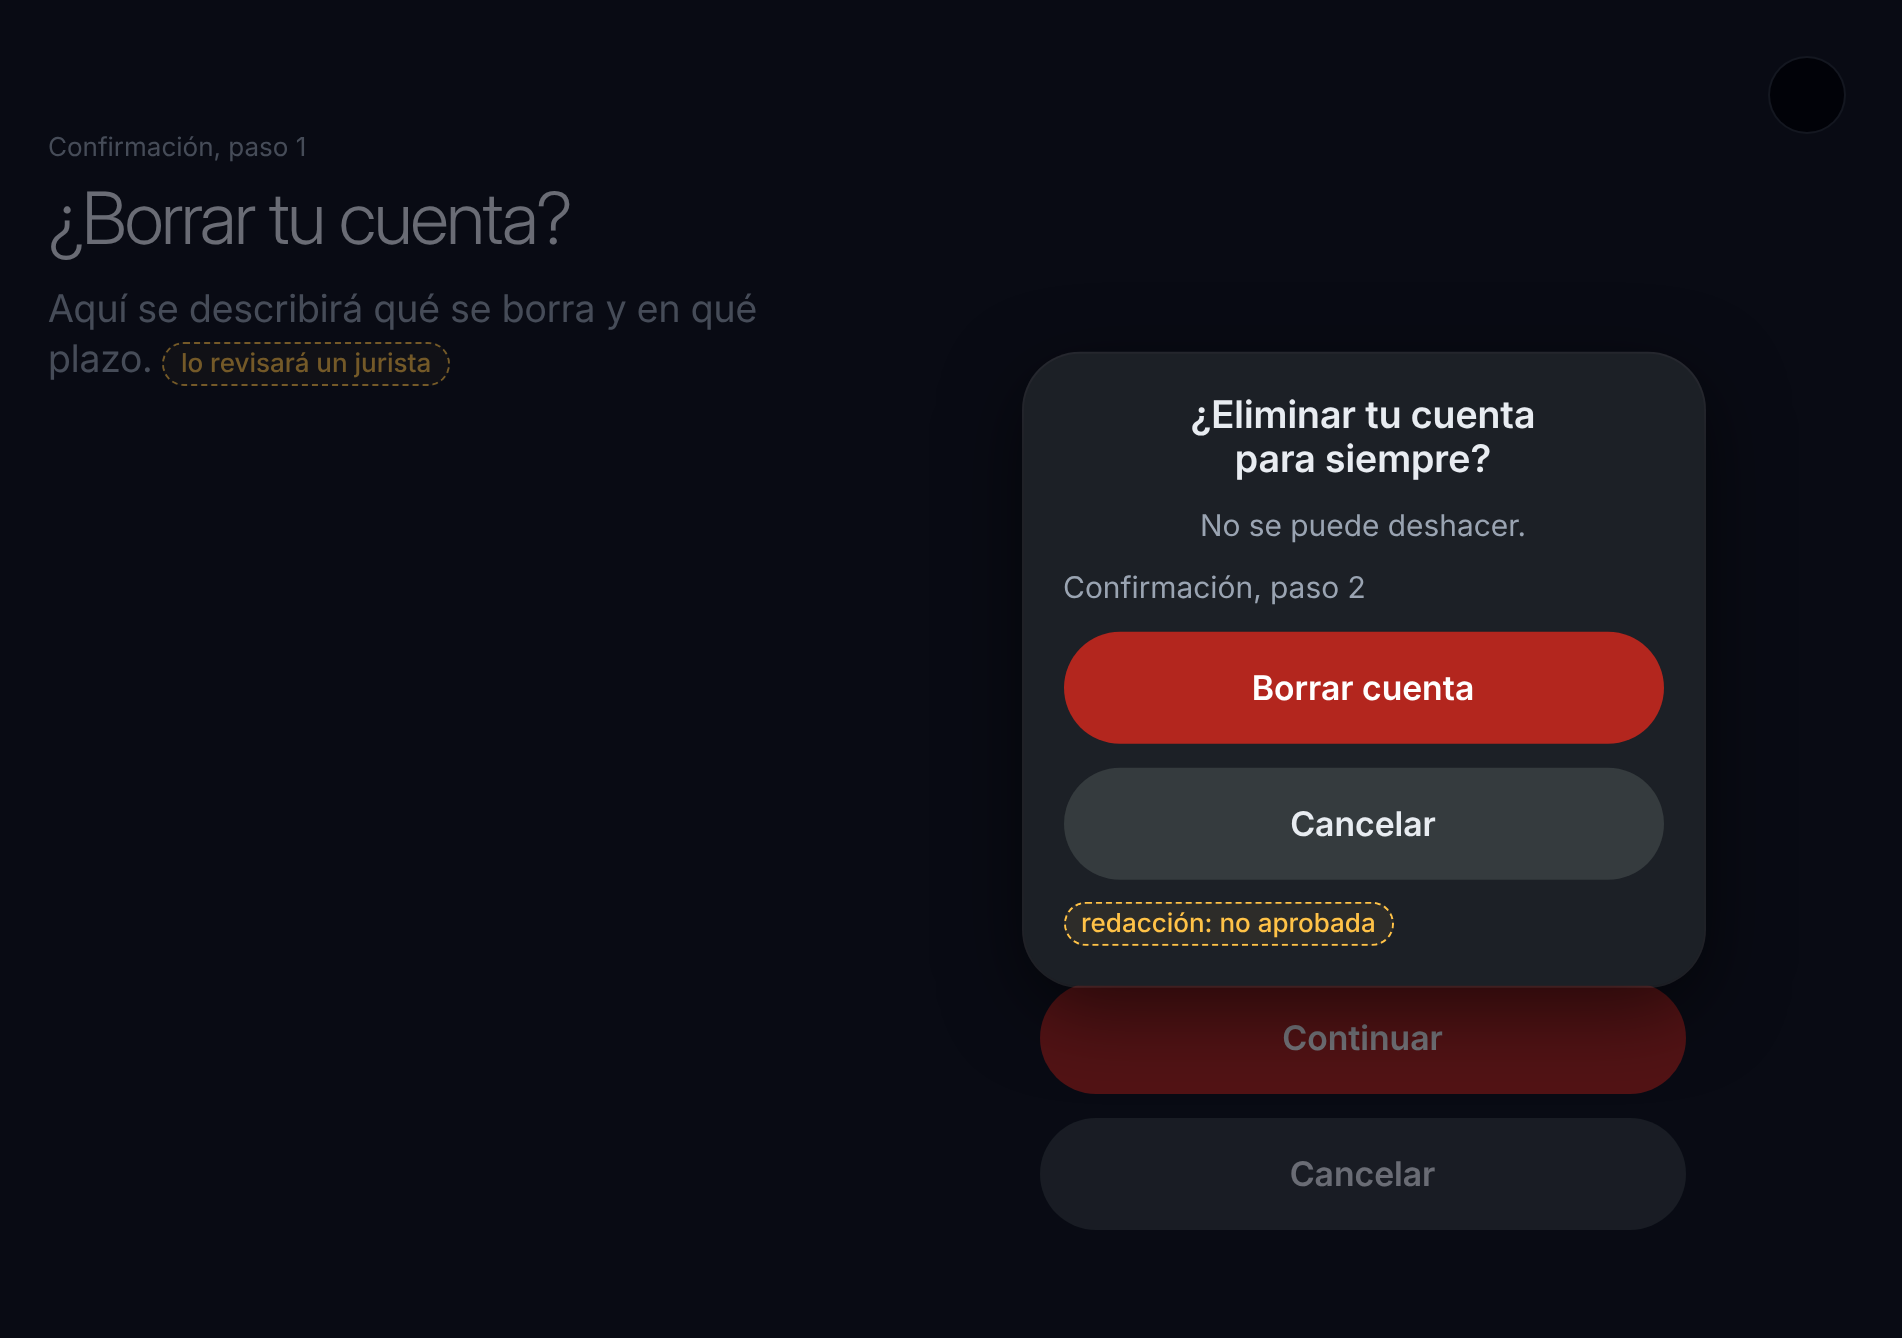 Confirmación, paso 1
¿Borrar tu cuenta?
Aquí se describirá qué se borra y en qué
plazo. lo revisará un jurista
¿Eliminar tu cuenta
para siempre?
No se puede deshacer.
Confirmación, paso 2
Borrar cuenta
Cancelar
redacción: no aprobada
Continuar
Cancelar